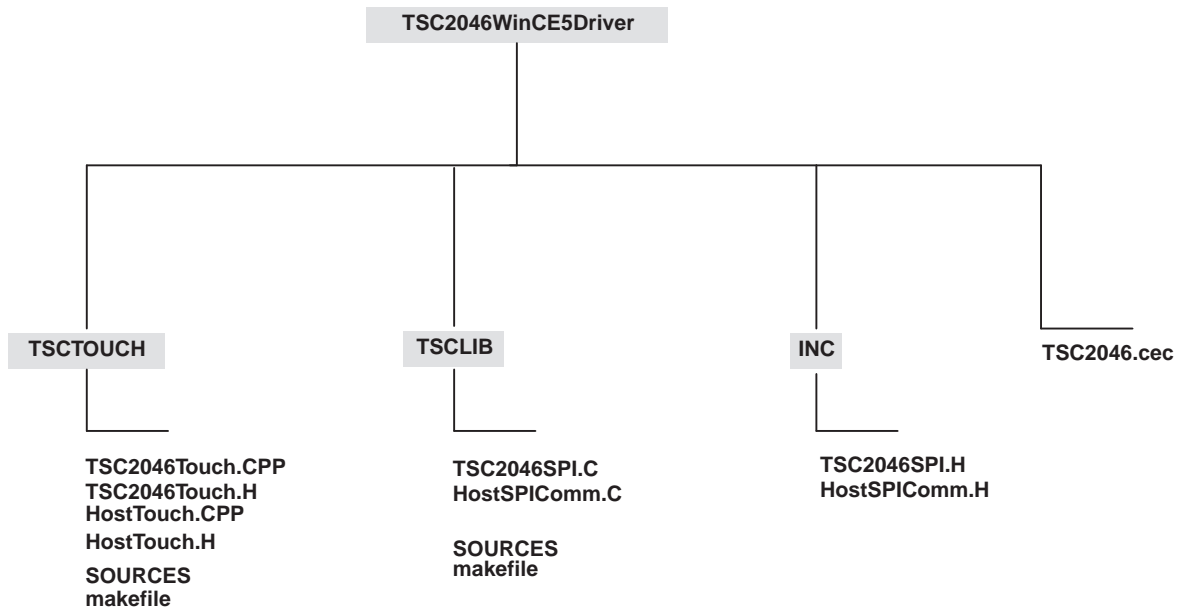 TSC2046WinCE5Driver
TSCTOUCH
TSC2046Touch.CPP
TSC2046Touch.H
HostTouch.CPP
HostTouch.H
SOURCES
makefile
TSCLIB
TSC2046SPI.C
HostSPIComm.C
SOURCES
makefile
INC
TSC2046SPI.H
HostSPIComm.H
TSC2046.cec